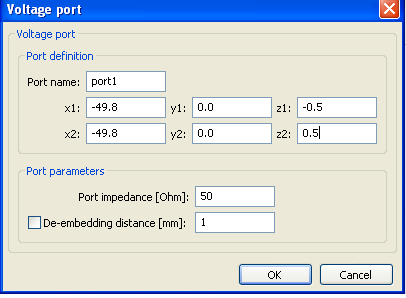 Voltage port
Voltage port
Port definition
Port name: port1
x1: -49.8 y1: 0.0 z1: -0.5
x2: -49.8 y2: 0.0 z2: 0.5
Port parameters
Port impedance [Ohm]: 50
De-embedding distance [mm]: 1
OK Cancel